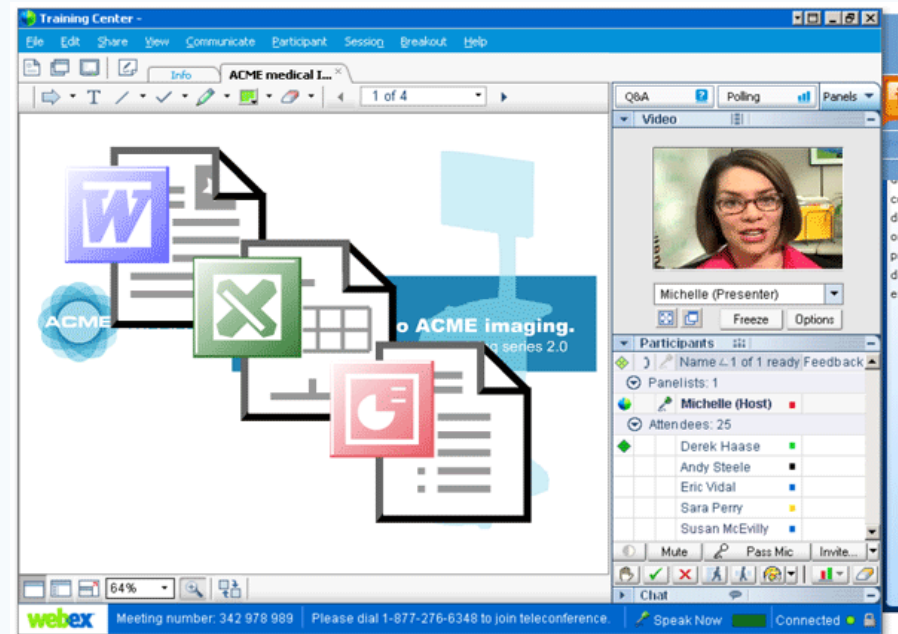 Training Center -
File Edit Share View Communicate Participant Session Breakout Help
Info
ACME medical I...
T
1 of 4
Q&A ? Polling Panels
Video
W
Michelle (Presenter)
Freeze Options
ACME
o ACME imaging.
g series 2.0
Participants
Name 1 of 1 ready Feedback
Panelists: 1
Michelle (Host)
Attendees: 25
Derek Haase
Andy Steele
Eric Vidal
Sara Perry
Susan McEvilly
Mute Pass Mic Invite...
64%
Chat
webex Meeting number: 342 978 989 Please dial 1-877-276-6348 to join teleconference. Speak Now Connected